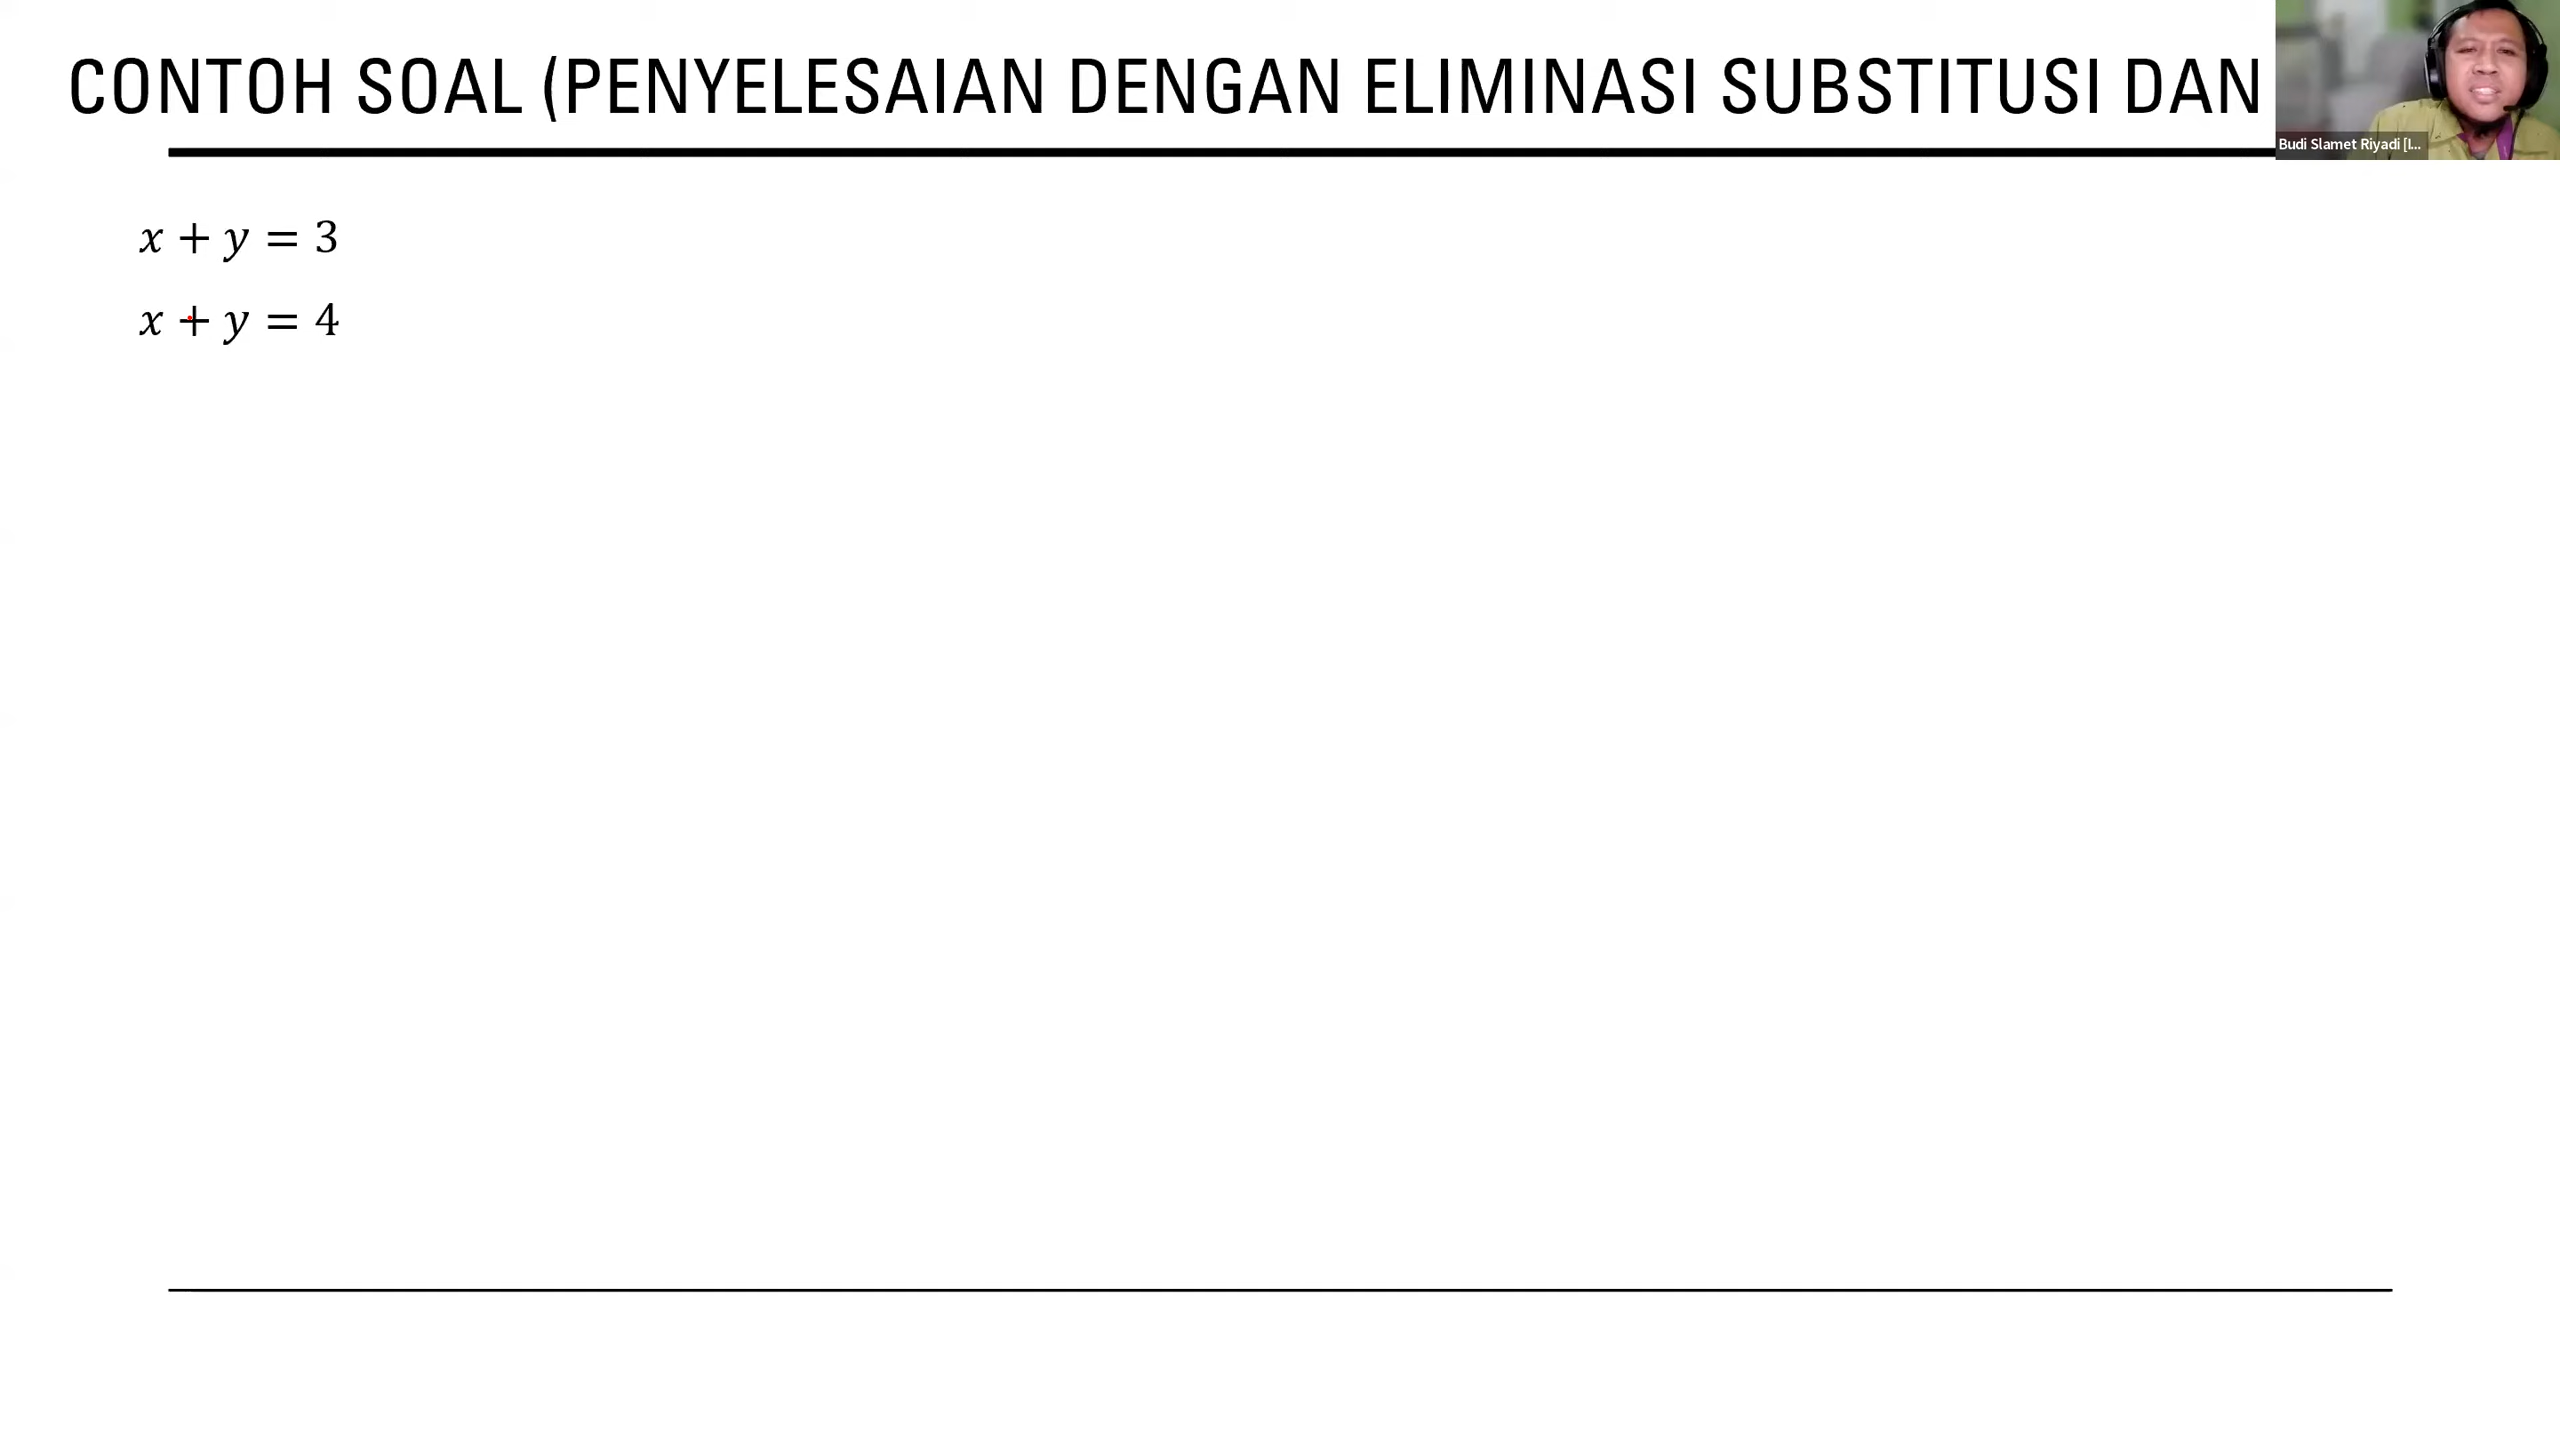 CONTOH SOAL (PENYELESAIAN DENGAN ELIMINASI SUBSTITUSI DAN
Budi Slamet Riyadi [I...
x + y = 3
x + y = 4